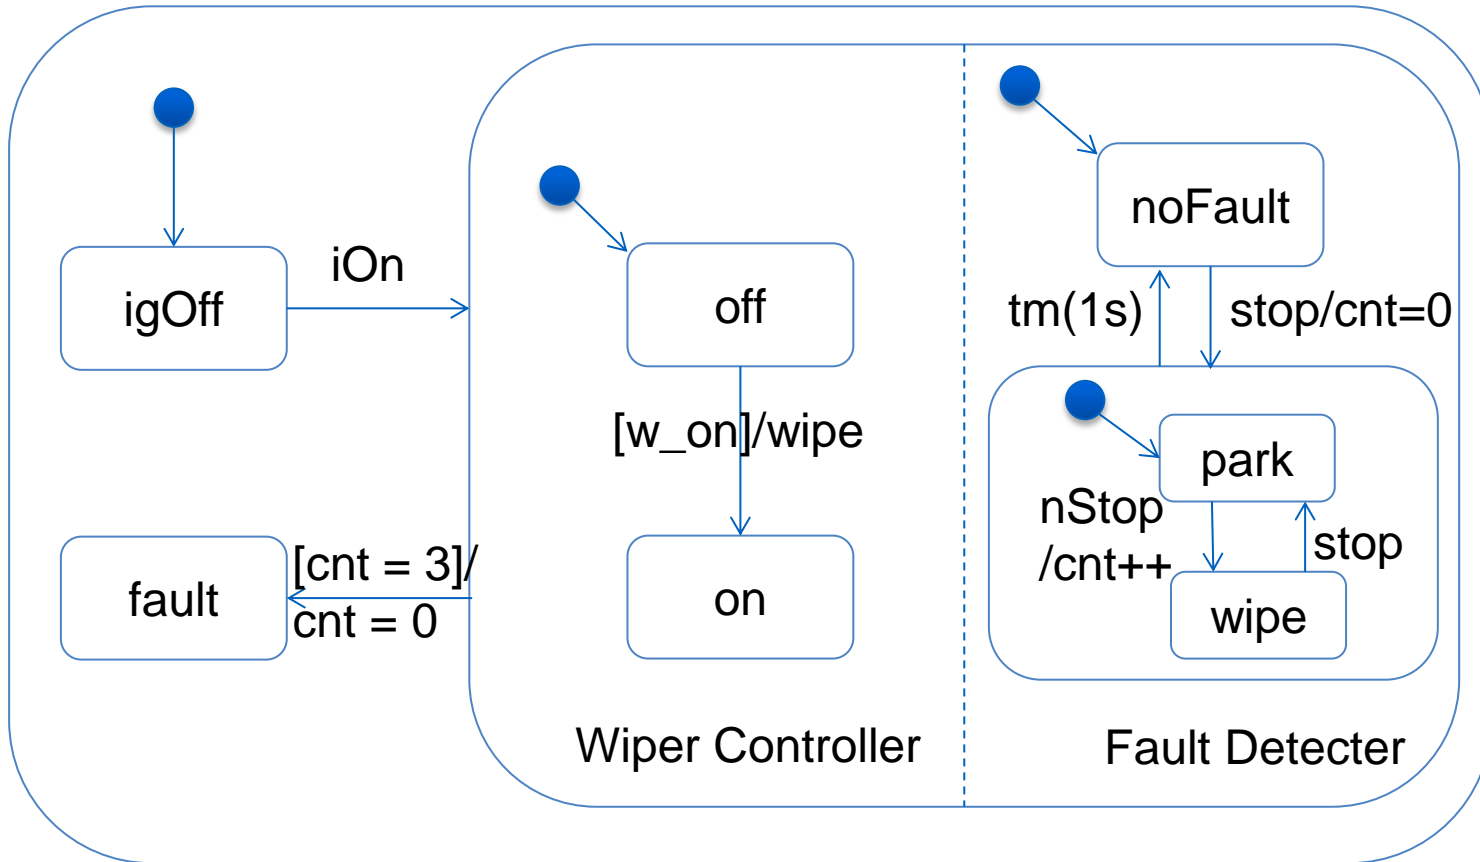 igOff
iOn
fault
[cnt = 3]/
cnt = 0
off
[w_on]/wipe
on
Wiper Controller
noFault
tm(1s)
stop/cnt=0
park
nStop
/cnt++
stop
wipe
Fault Detecter